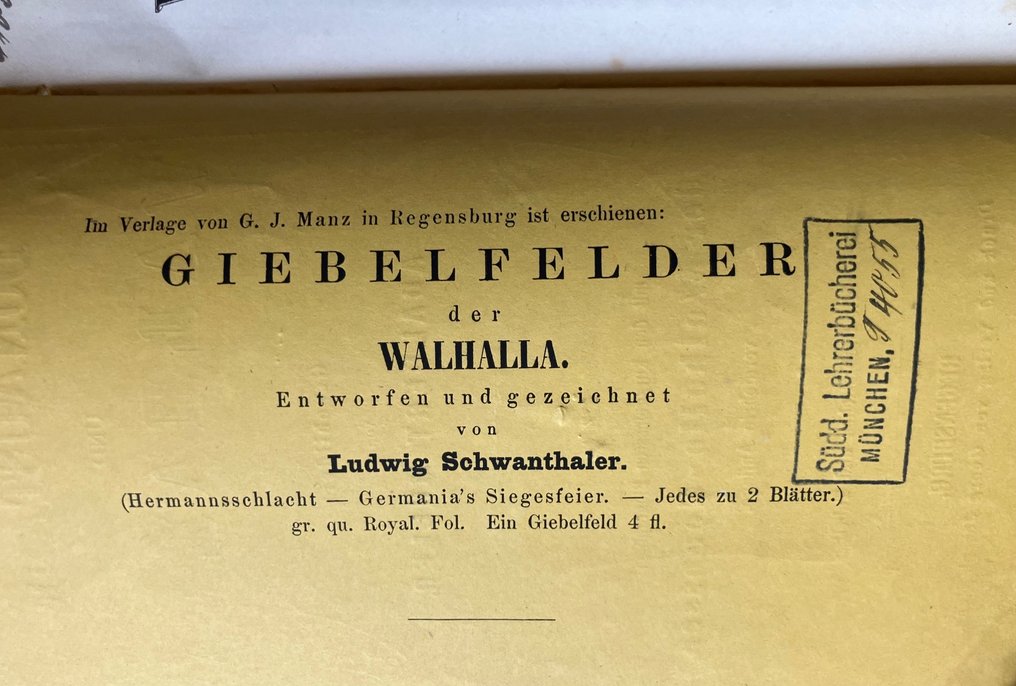 Im Verlage von G. J. Manz in Regensburg ist erschienen:
GIEBELFELDER
der
WALHALLA.
Entworfen und gezeichnet
von
Ludwig Schwanthaler.
(Hermannsschlacht — Germania's Siegesfeier. — Jedes zu 2 Blätter.)
gr. qu. Royal. Fol. Ein Giebelfeld 4 fl.
Südd. Lehrerbücherei
MÜNCHEN, 4055